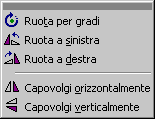 Ruota per gradi
Ruota a sinistra
Ruota a destra
Capovolgi orizzontalmente
Capovolgi verticalmente